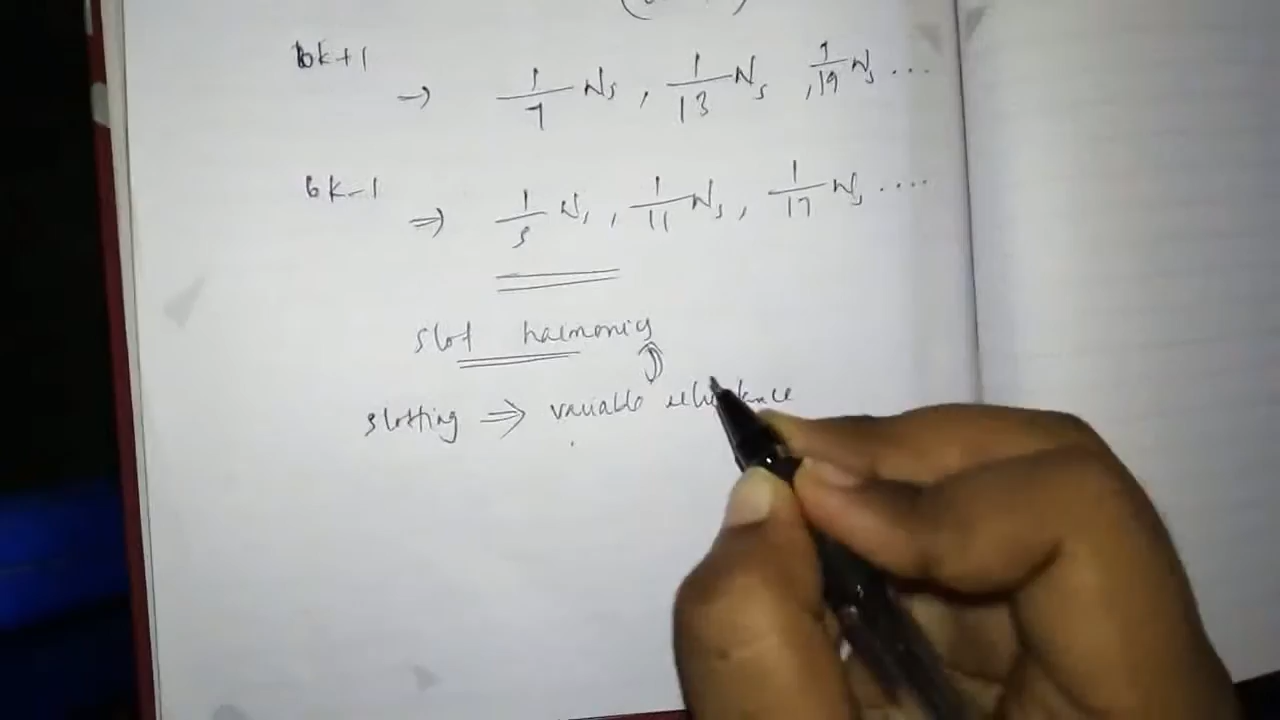 6k+1 → 1/7 Ns, 1/13 Ns, 1/19 Ns ...
6k-1 ⇒ 1/5 Ns, 1/11 Ns, 1/17 Ns ....
slot harmonics
slotting ⇒ variable